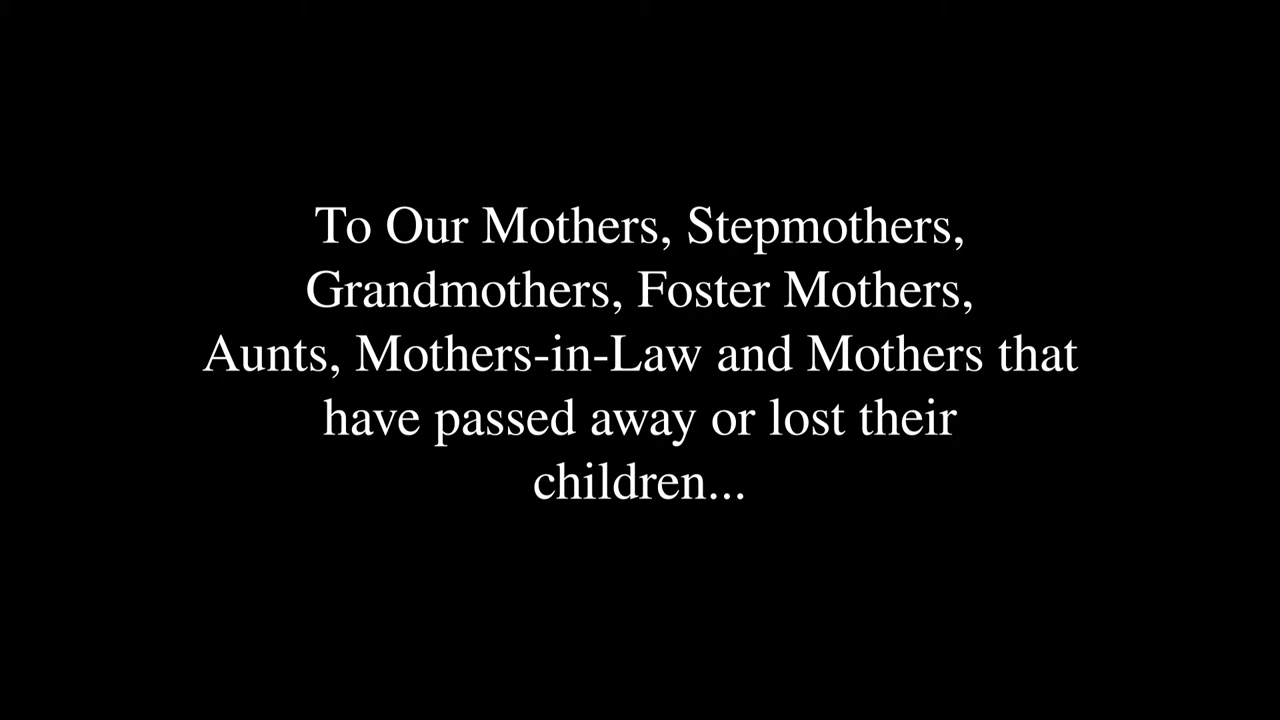 To Our Mothers, Stepmothers,
Grandmothers, Foster Mothers,
Aunts, Mothers-in-Law and Mothers that
have passed away or lost their
children...